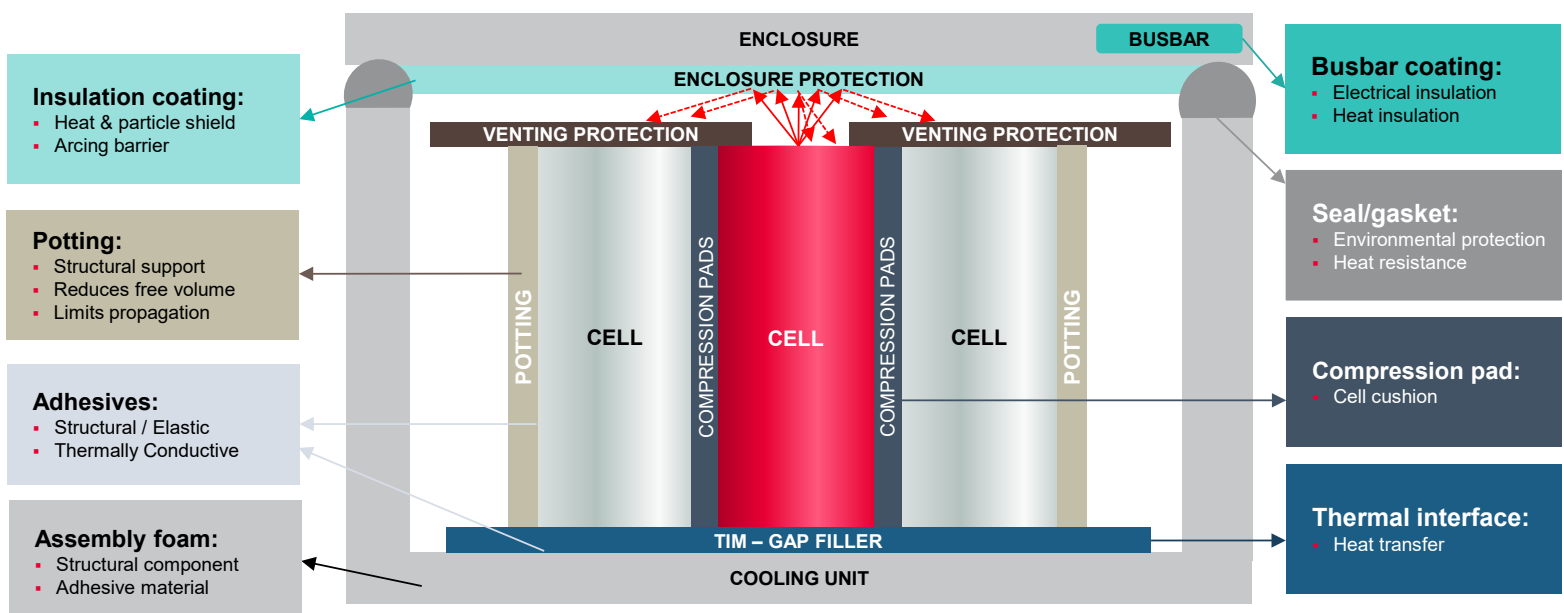 ENCLOSURE
BUSBAR
ENCLOSURE PROTECTION
VENTING PROTECTION
VENTING PROTECTION
Insulation coating:
Heat & particle shield
Arcing barrier
Potting:
Structural support
Reduces free volume
Limits propagation
Adhesives:
Structural / Elastic
Thermally Conductive
Assembly foam:
Structural component
Adhesive material
POTTING
CELL
COMPRESSION PADS
CELL
COMPRESSION PADS
CELL
POTTING
TIM – GAP FILLER
COOLING UNIT
Busbar coating:
Electrical insulation
Heat insulation
Seal/gasket:
Environmental protection
Heat resistance
Compression pad:
Cell cushion
Thermal interface:
Heat transfer